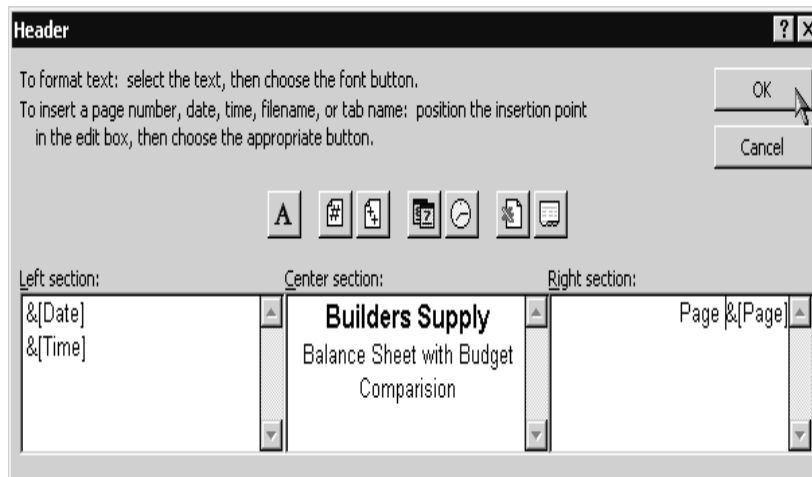 Header
To format text:  select the text, then choose the font button.
To insert a page number, date, time, filename, or tab name:  position the insertion point
in the edit box, then choose the appropriate button.
OK
Cancel
A
Left section:
Center section:
Right section:
&[Date]
&[Time]
Builders Supply
Balance Sheet with Budget
Comparision
Page &[Page]